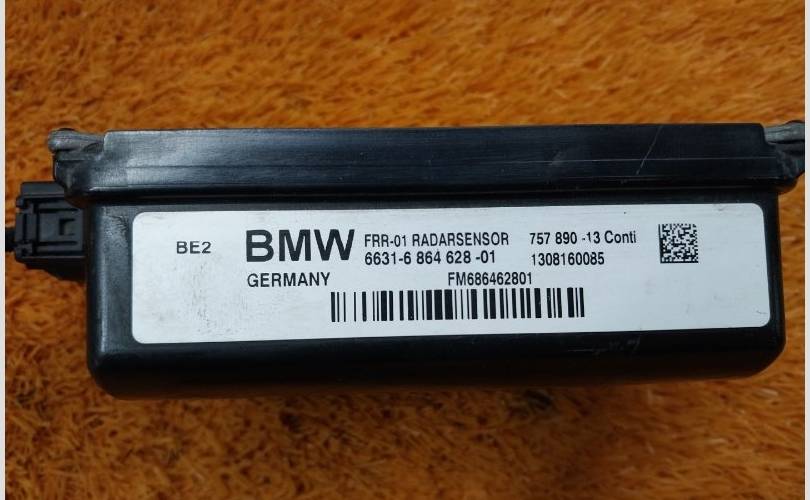 BE2
BMW FRR-01 RADARSENSOR 757 890 -13 Conti
6631-6 864 628 -01 1308160085
GERMANY FM686462801